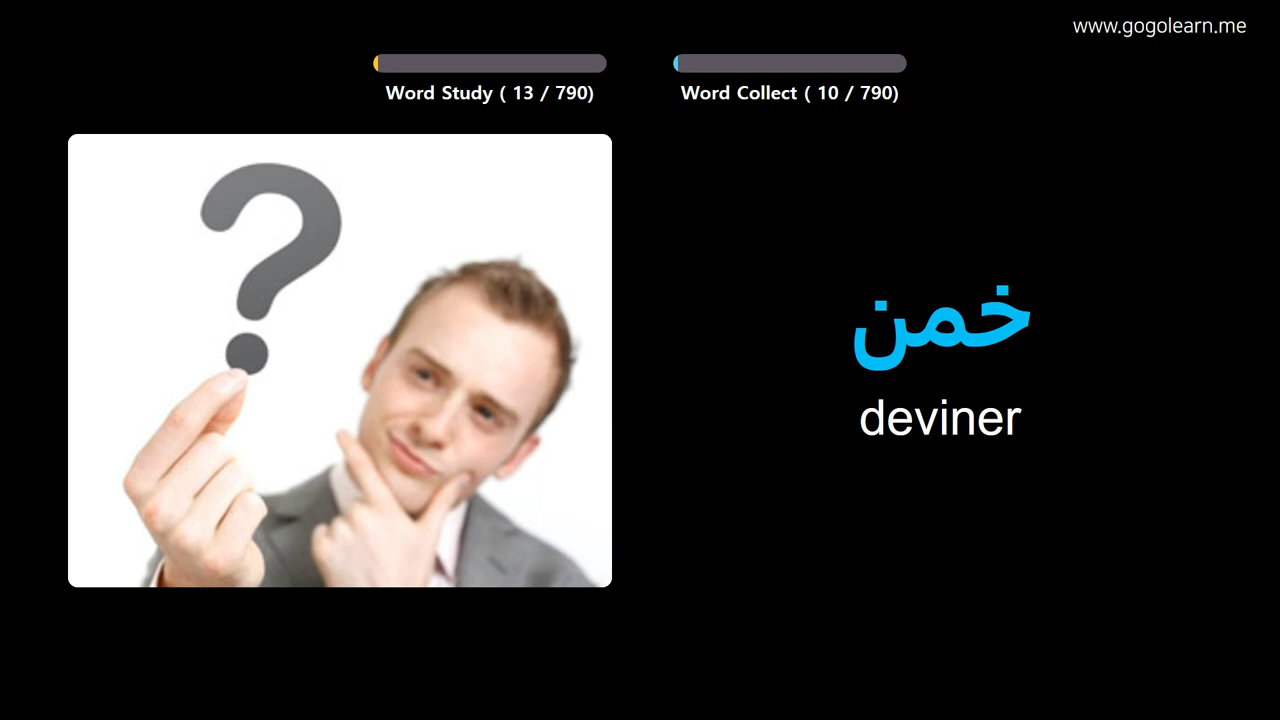 www.gogolearn.me
Word Study ( 13 / 790)
Word Collect ( 10 / 790)
?
خمن
deviner